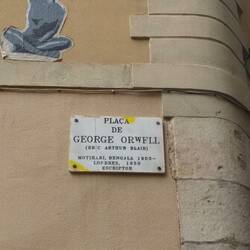 PLAÇA
DE
GEORGE ORWELL
(ERIC ARTHUR BLAIR)
MOTIHARI, BENGALA 1903-
LONDRES, 1950
ESCRIPTOR